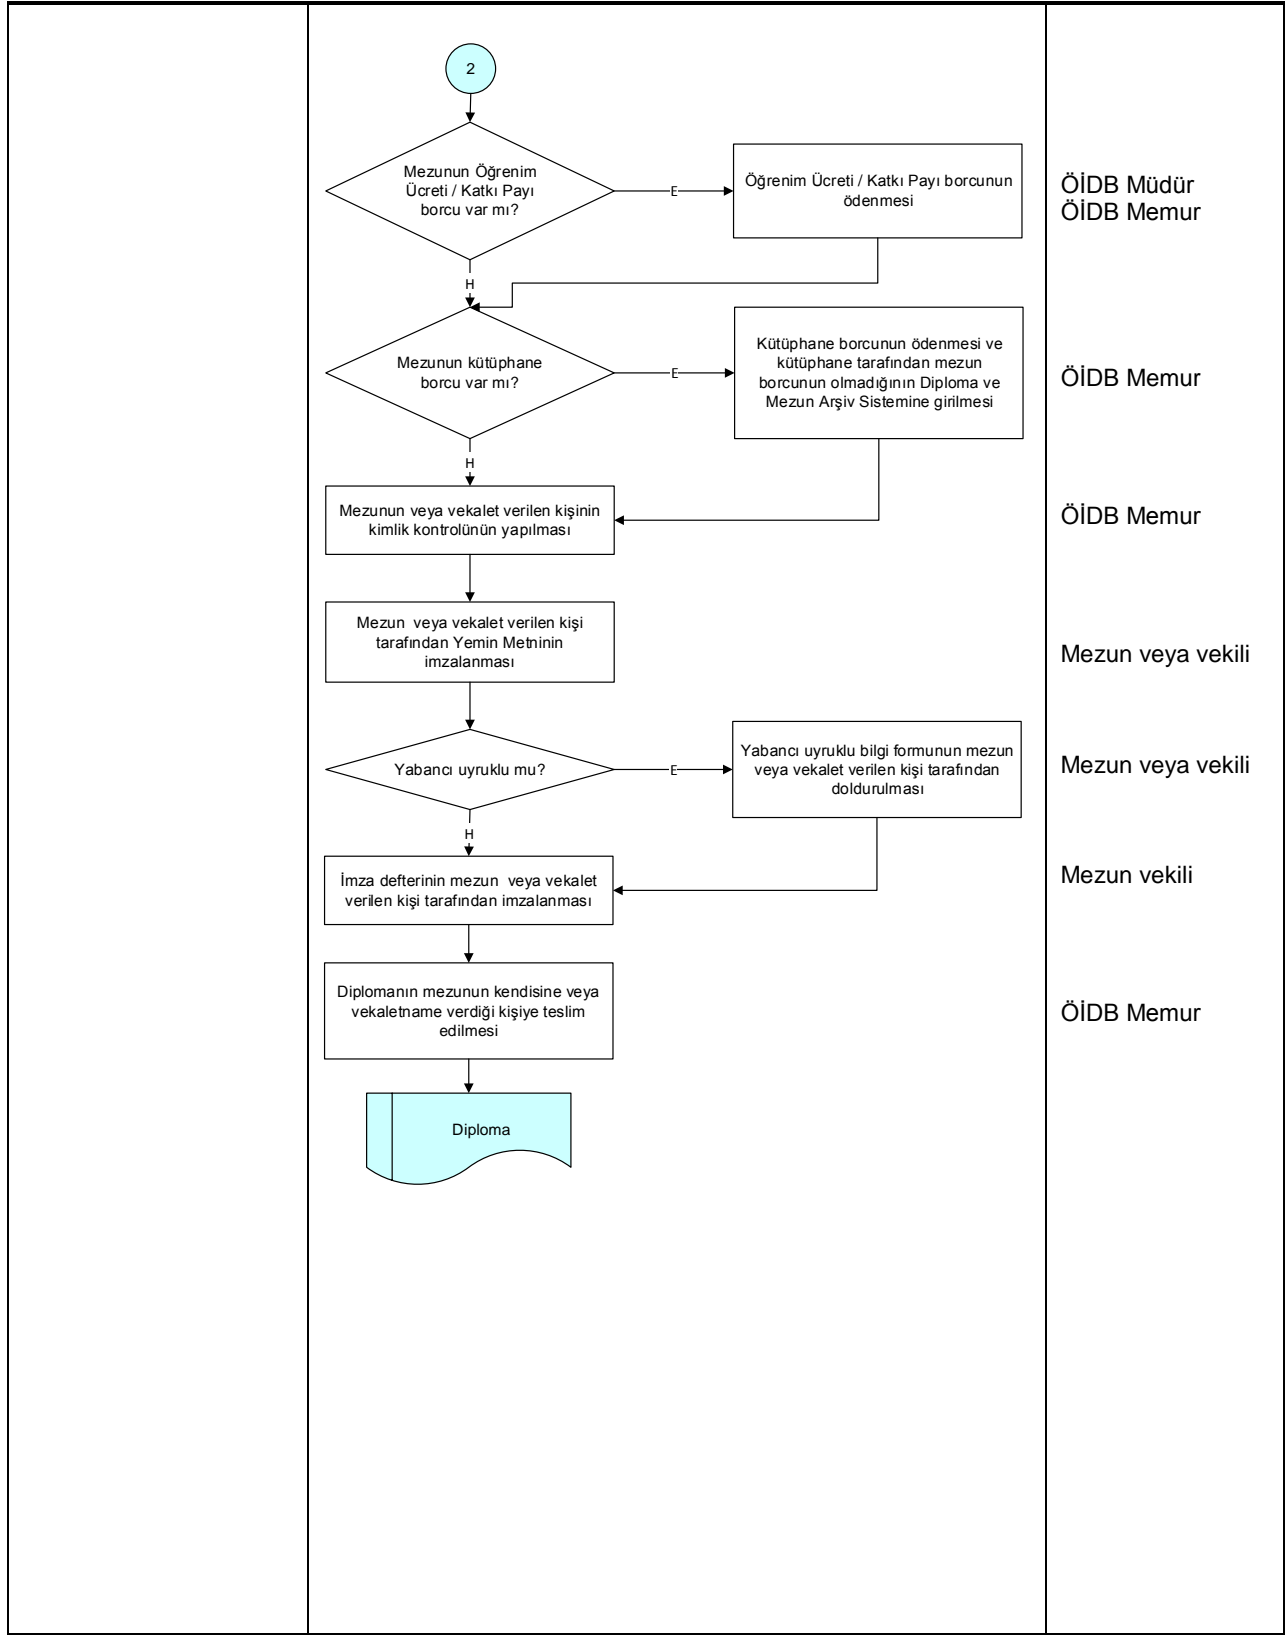 2
Mezunun Öğrenim
Ücreti / Katkı Payı
borcu var mı?
E
Öğrenim Ücreti / Katkı Payı borcunun
ödenmesi
ÖİDB Müdür
ÖİDB Memur
H
Mezunun kütüphane
borcu var mı?
E
Kütüphane borcunun ödenmesi ve
kütüphane tarafından mezun
borcunun olmadığının Diploma ve
Mezun Arşiv Sistemine girilmesi
ÖİDB Memur
H
Mezunun veya vekalet verilen kişinin
kimlik kontrolünün yapılması
ÖİDB Memur
Mezun veya vekalet verilen kişi
tarafından Yemin Metninin
imzalanması
Mezun veya vekili
Yabancı uyruklu mu?
E
Yabancı uyruklu bilgi formunun mezun
veya vekalet verilen kişi tarafından
doldurulması
Mezun veya vekili
H
İmza defterinin mezun veya vekalet
verilen kişi tarafından imzalanması
Mezun vekili
Diplomanın mezunun kendisine veya
vekaletname verdiği kişiye teslim
edilmesi
ÖİDB Memur
Diploma